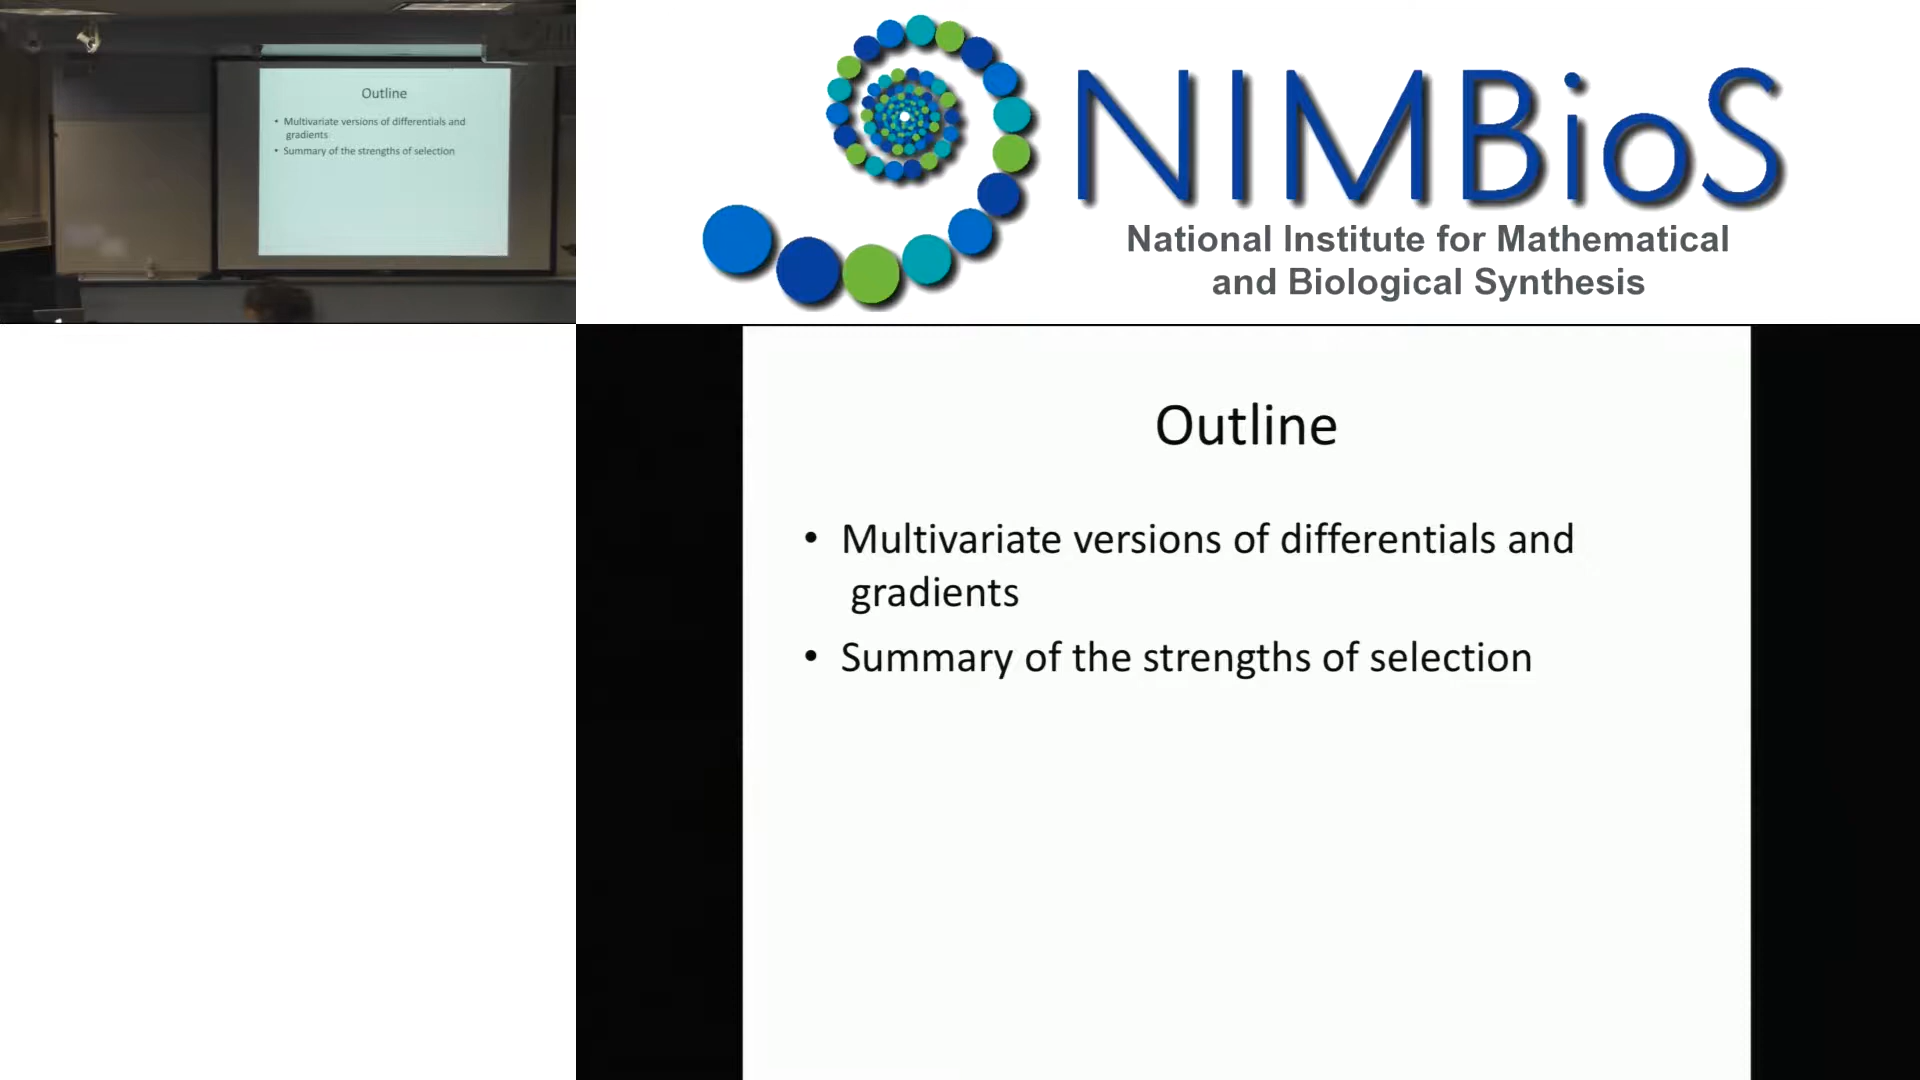 Outline
• Multivariate versions of differentials and
gradients
• Summary of the strengths of selection
NIMBioS
National Institute for Mathematical
and Biological Synthesis
Outline
• Multivariate versions of differentials and
gradients
• Summary of the strengths of selection